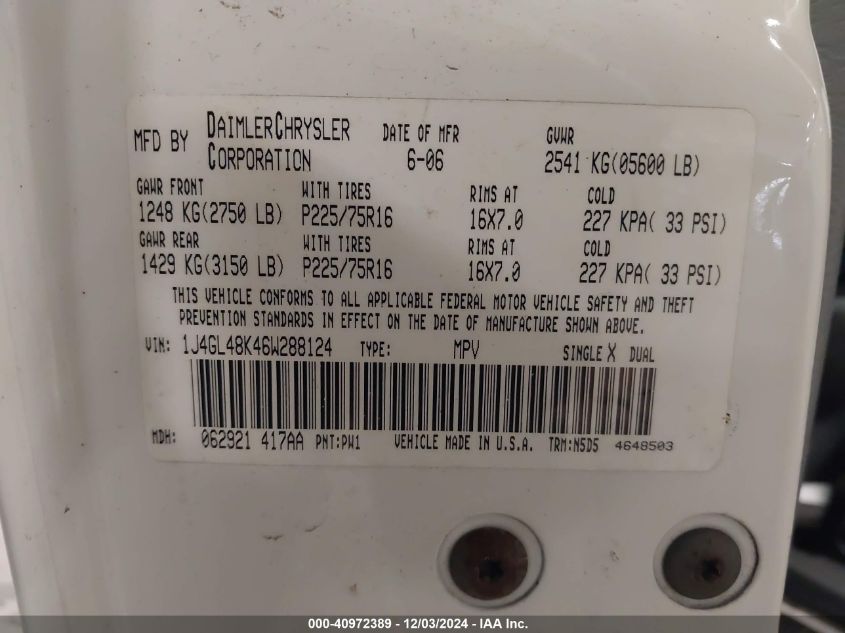 MFD BY DAIMLERCHRYSLER CORPORATION DATE OF MFR 6-06 GVWR 2541 KG(05600 LB)
GAWR FRONT WITH TIRES RIMS AT COLD
1248 KG(2750 LB) P225/75R16 16X7.0 227 KPA( 33 PSI)
GAWR REAR WITH TIRES RIMS AT COLD
1429 KG(3150 LB) P225/75R16 16X7.0 227 KPA( 33 PSI)
THIS VEHICLE CONFORMS TO ALL APPLICABLE FEDERAL MOTOR VEHICLE SAFETY AND THEFT
PREVENTION STANDARDS IN EFFECT ON THE DATE OF MANUFACTURE SHOWN ABOVE.
VIN: 1J4GL48K46W288124 TYPE: MPV SINGLE X DUAL
MDH: 062921 417AA PNT:PW1 VEHICLE MADE IN U.S.A. TRM:N5D5 4648503
000-40972389 - 12/03/2024 - IAA Inc.